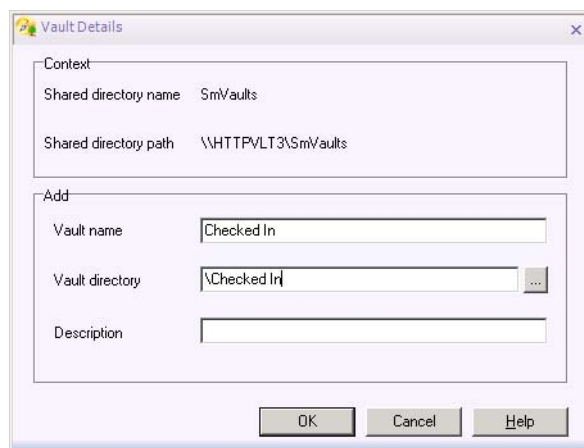 Vault Details
Context
Shared directory name SmVaults
Shared directory path \\HTTPVLT3\SmVaults
Add
Vault name Checked In
Vault directory \Checked In ...
Description
OK Cancel Help